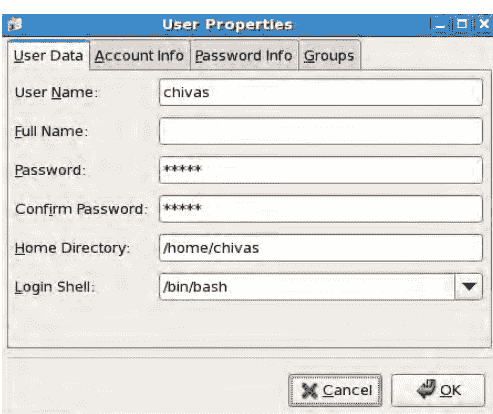 User Properties
User Data Account Info Password Info Groups
User Name: chivas
Full Name:
Password: *****
Confirm Password: *****
Home Directory: /home/chivas
Login Shell: /bin/bash
Cancel OK